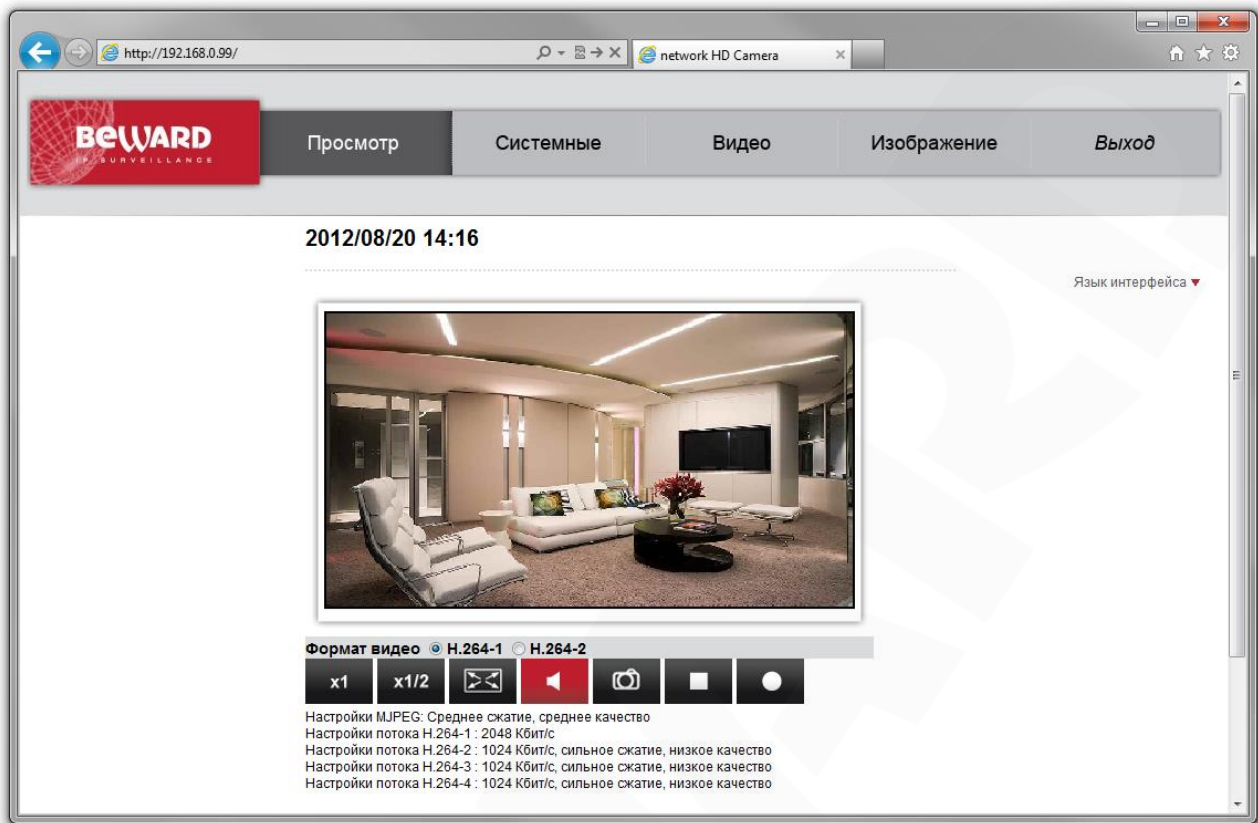 http://192.168.0.99/
network HD Camera
BEWARD
IP SURVEILLANCE
Просмотр
Системные
Видео
Изображение
Выход
2012/08/20 14:16
Язык интерфейса
Формат видео H.264-1 H.264-2
x1 x1/2
Настройки MJPEG: Среднее сжатие, среднее качество
Настройки потока H.264-1 : 2048 Кбит/с
Настройки потока H.264-2 : 1024 Кбит/с, сильное сжатие, низкое качество
Настройки потока H.264-3 : 1024 Кбит/с, сильное сжатие, низкое качество
Настройки потока H.264-4 : 1024 Кбит/с, сильное сжатие, низкое качество